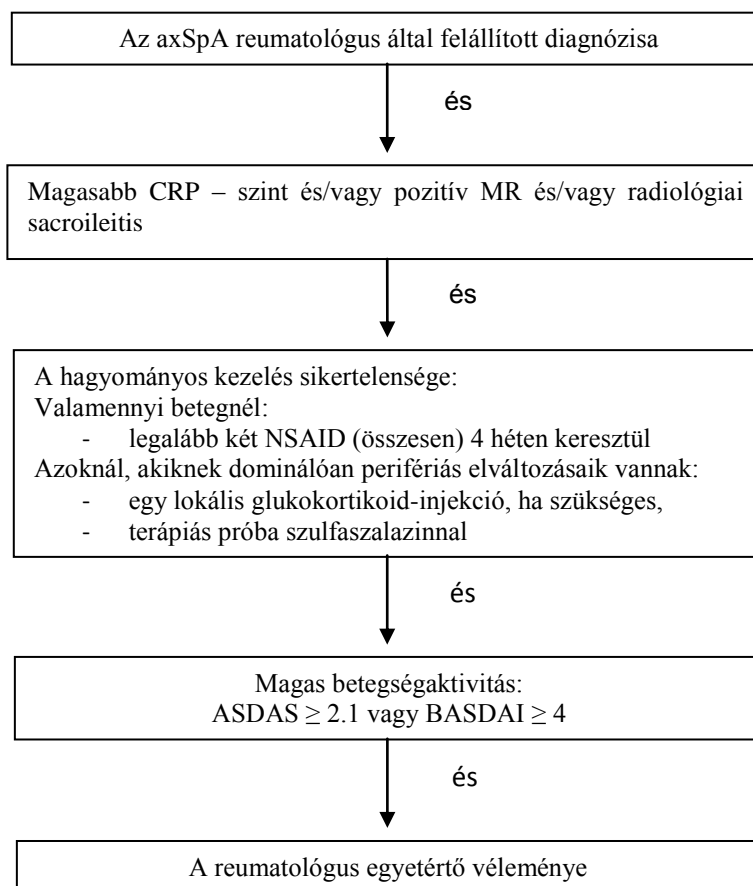 Az axSpA reumatológus által felállított diagnózisa
és
Magasabb CRP – szint és/vagy pozitív MR és/vagy radiológiai
sacroileitis
és
A hagyományos kezelés sikertelensége:
Valamennyi betegnél:
- legalább két NSAID (összesen) 4 héten keresztül
Azoknál, akiknek dominálóan perifériás elváltozásaik vannak:
- egy lokális glukokortikoid-injekció, ha szükséges,
- terápiás próba szulfaszalazinnal
és
Magas betegségaktivitás:
ASDAS ≥ 2.1 vagy BASDAI ≥ 4
és
A reumatológus egyetértő véleménye